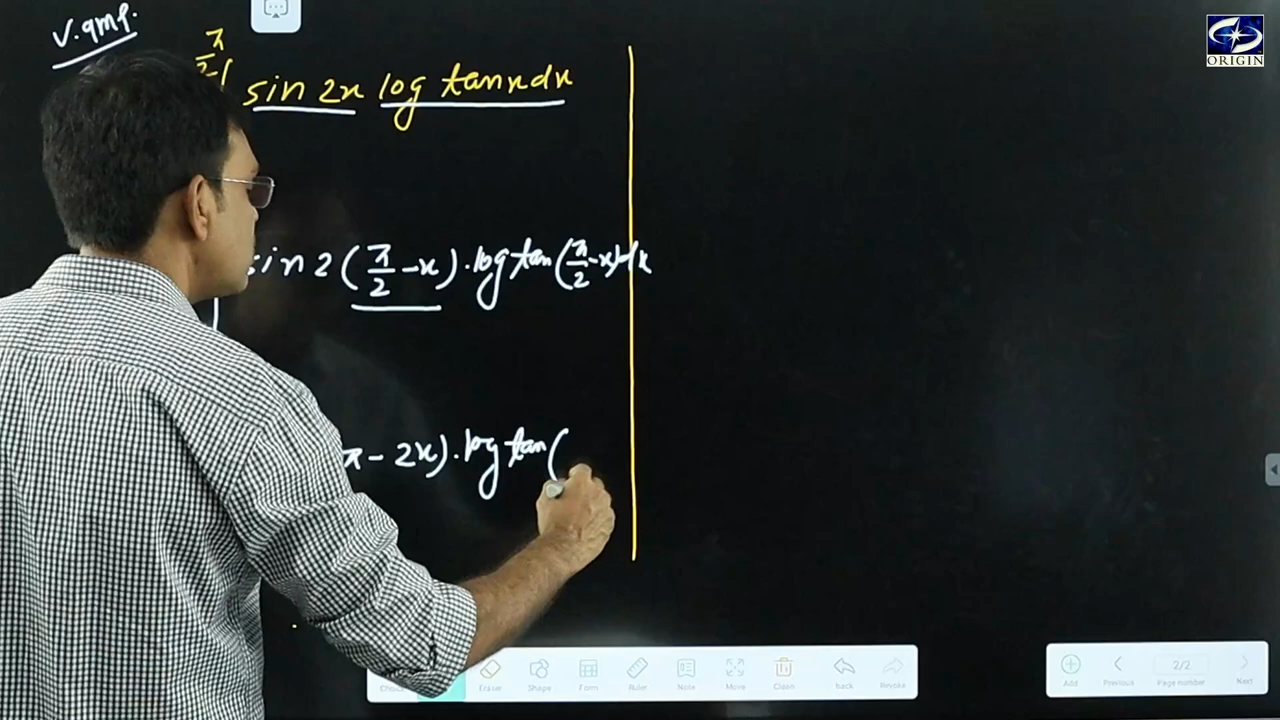 v. Imp.
π/2
sin 2x log tanx dx
sin 2(π/2 - x) . log tan(π/2 - x) dx
π - 2x) . log tan(
ORIGIN
Eraser Shape Form Ruler Note Move Clean back Revoke
Add Previous 2/2 Page number Next